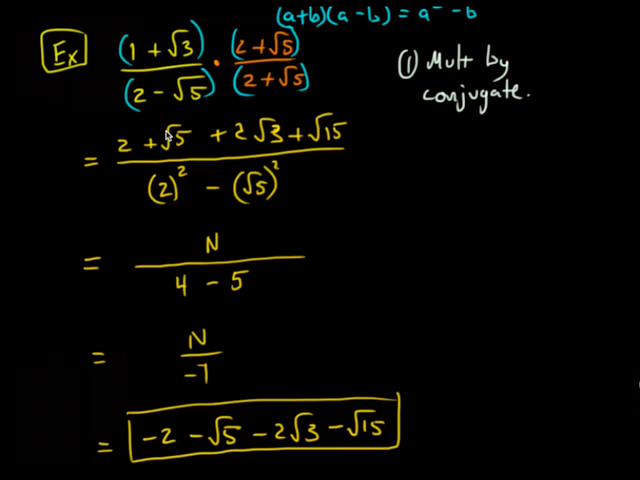 (a+b)(a-b) = a⁻ - b
Ex (1 + √3) / (2 - √5) · (2 + √5) / (2 + √5)
① Mult by
conjugate.
= 2 + √5 + 2√3 + √15 / (2)² - (√5)²
= N / 4 - 5
= N / -1
= -2 - √5 - 2√3 - √15